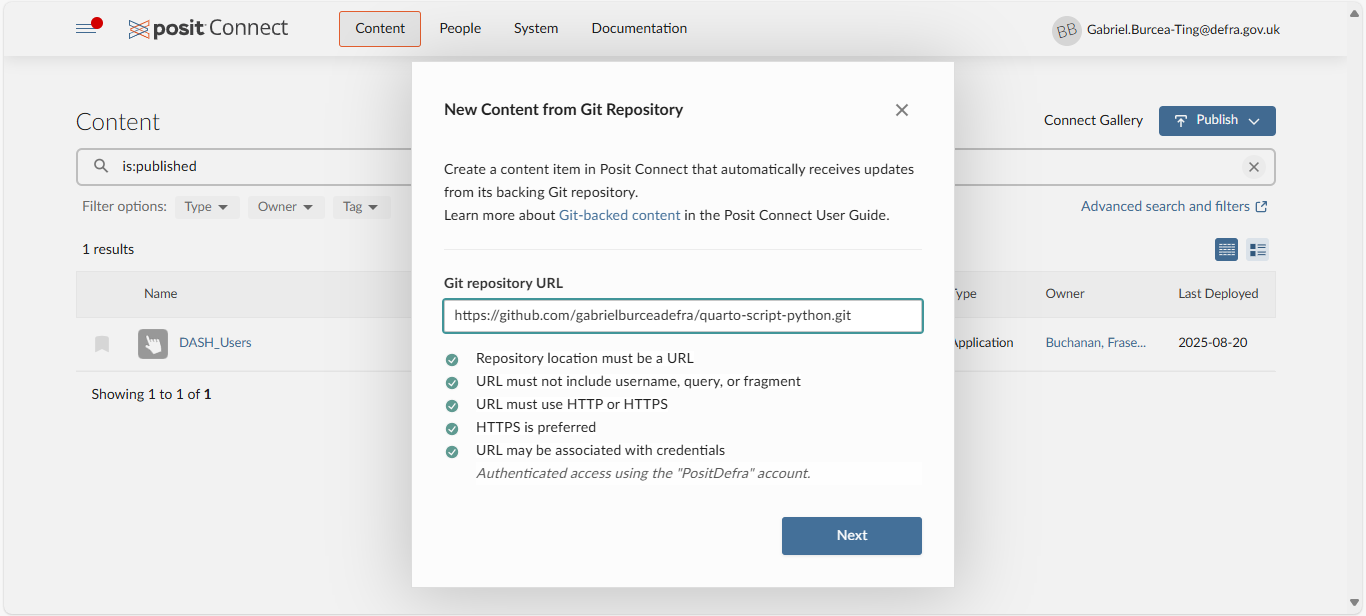 posit Connect
Content People System Documentation
BB Gabriel.Burcea-Ting@defra.gov.uk
New Content from Git Repository
Content
Connect Gallery
Publish
is:published
Create a content item in Posit Connect that automatically receives updates
from its backing Git repository.
Learn more about Git-backed content in the Posit Connect User Guide.
Filter options: Type Owner Tag
Advanced search and filters
1 results
Git repository URL
Name
Owner Last Deployed
https://github.com/gabrielburceadefra/quarto-script-python.git
DASH_Users
Buchanan, Frase... 2025-08-20
Repository location must be a URL
URL must not include username, query, or fragment
URL must use HTTP or HTTPS
HTTPS is preferred
URL may be associated with credentials
Authenticated access using the "PositDefra" account.
Showing 1 to 1 of 1
Next